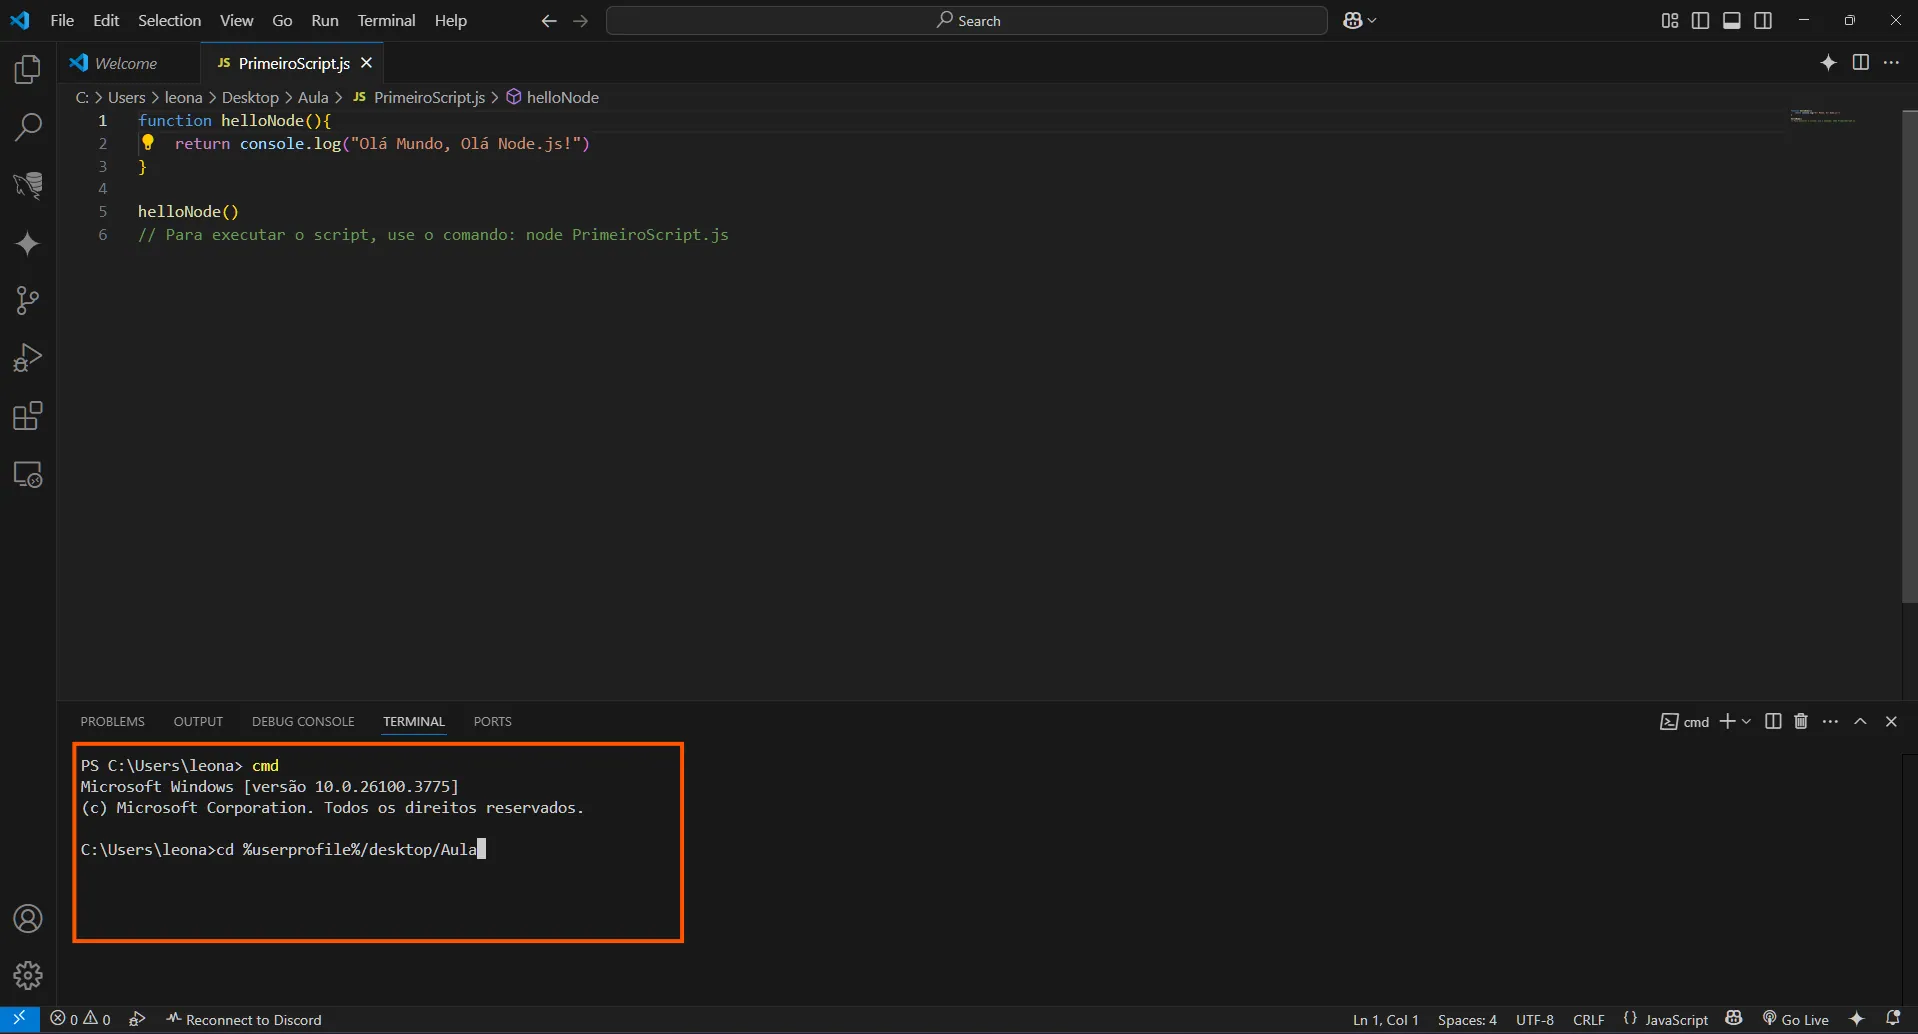 File Edit Selection View Go Run Terminal Help Search
Welcome JS PrimeiroScript.js
C: > Users > leona > Desktop > Aula > JS PrimeiroScript.js > helloNode
1 function helloNode(){
2 return console.log("Olá Mundo, Olá Node.js!")
3 }
4
5 helloNode()
6 // Para executar o script, use o comando: node PrimeiroScript.js
PROBLEMS OUTPUT DEBUG CONSOLE TERMINAL PORTS cmd
PS C:\Users\leona> cmd
Microsoft Windows [versão 10.0.26100.3775]
(c) Microsoft Corporation. Todos os direitos reservados.
C:\Users\leona>cd %userprofile%/desktop/Aula
0 0 Reconnect to Discord Ln 1, Col 1 Spaces: 4 UTF-8 CRLF {} JavaScript Go Live